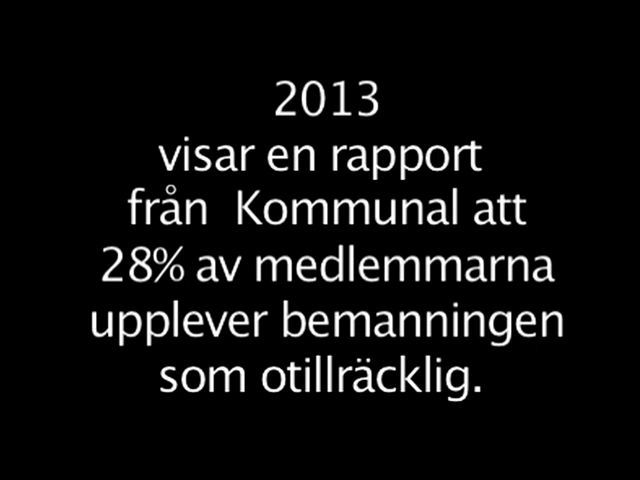 2013
visar en rapport
från  Kommunal att
28% av medlemmarna
upplever bemanningen
som otillräcklig.